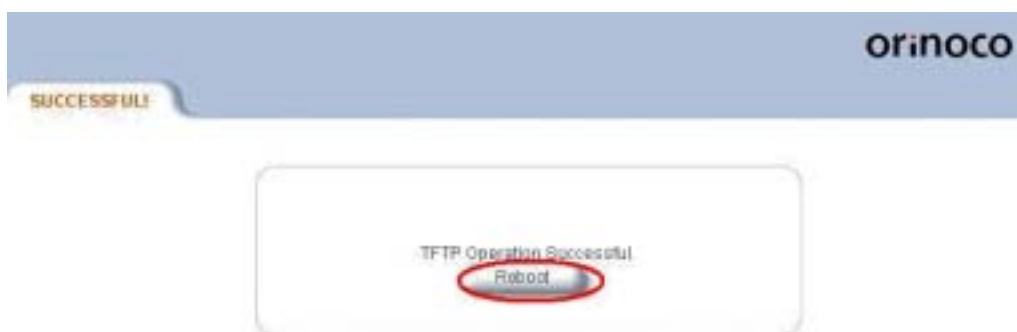 orinoco
SUCCESSFUL!
TFTP Operation Successful.
Reboot